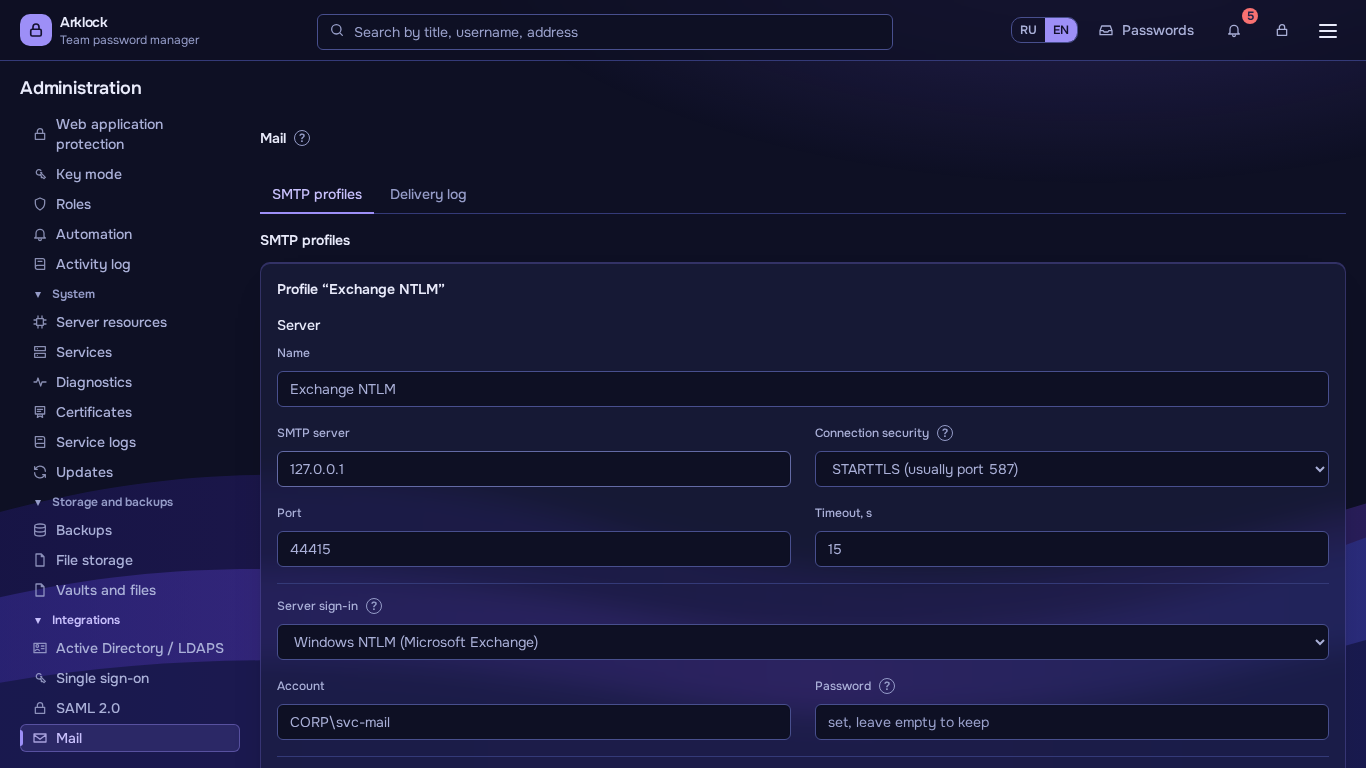 Arklock
Team password manager
Search by title, username, address
RU EN
Passwords
5
Administration
Web application
protection
Key mode
Roles
Automation
Activity log
System
Server resources
Services
Diagnostics
Certificates
Service logs
Updates
Storage and backups
Backups
File storage
Vaults and files
Integrations
Active Directory / LDAPS
Single sign-on
SAML 2.0
Mail
Mail ?
SMTP profiles Delivery log
SMTP profiles
Profile “Exchange NTLM”
Server
Name
Exchange NTLM
SMTP server Connection security ?
127.0.0.1 STARTTLS (usually port 587)
Port Timeout, s
44415 15
Server sign-in ?
Windows NTLM (Microsoft Exchange)
Account Password ?
CORP\svc-mail set, leave empty to keep